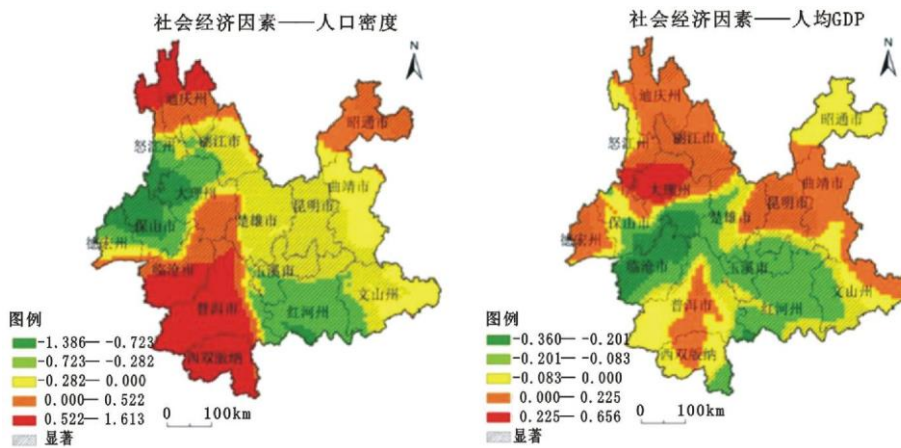 社会经济因素——人口密度
N
迪庆州
昭通市
怒江州
丽江市
大理州
曲靖市
昆明市
楚雄州
保山市
德宏州
临沧市
玉溪市
文山州
普洱市
红河州
西双版纳
图例
-1.386— -0.723
-0.723— -0.282
-0.282— 0.000
0.000— 0.522
0.522— 1.613
显著
0 100km
社会经济因素——人均GDP
N
迪庆州
昭通市
怒江州
丽江市
大理州
曲靖市
昆明市
楚雄州
保山市
德宏州
临沧市
玉溪市
文山州
普洱市
红河州
西双版纳
图例
-0.360— -0.201
-0.201— -0.083
-0.083— 0.000
0.000— 0.225
0.225— 0.656
显著
0 100km